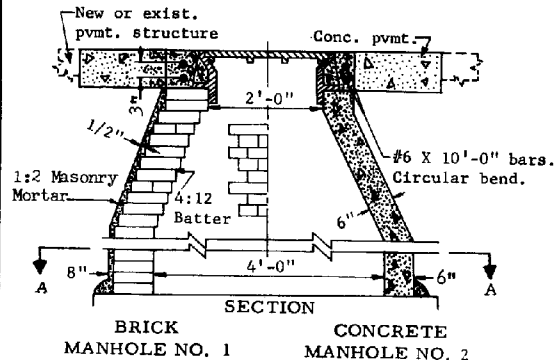 New or exist.
pvmt. structure
Conc. pvmt.
3"
2'-0"
1/2"
#6 X 10'-0" bars.
Circular bend.
1:2 Masonry
Mortar
4:12
Batter
6"
8"
4'-0"
6"
A
A
SECTION
BRICK
MANHOLE NO. 1
CONCRETE
MANHOLE NO. 2